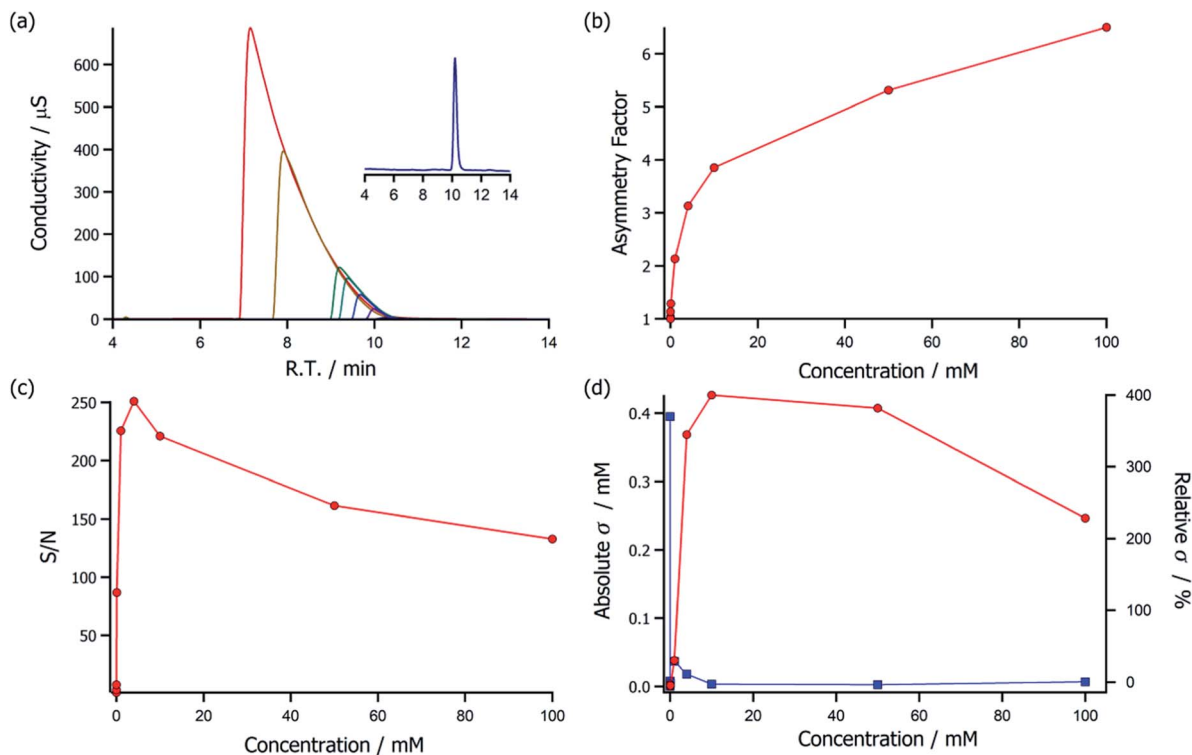 (a)
Conductivity / µS
600
500
400
300
200
100
0
4 6 8 10 12 14
R.T. / min
4 6 8 10 12 14
(b)
Asymmetry Factor
6
5
4
3
2
1
0 20 40 60 80 100
Concentration / mM
(c)
S/N
250
200
150
100
50
0 20 40 60 80 100
Concentration / mM
(d)
Absolute σ / mM
0.4
0.3
0.2
0.1
0.0
400
300
200
100
0
Relative σ / %
0 20 40 60 80 100
Concentration / mM